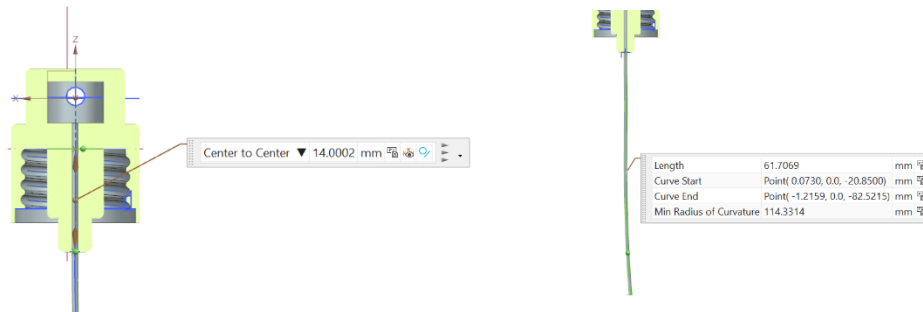 Z
X
Center to Center ▼ 14.0002 mm
Length 61.7069 mm
Curve Start Point( 0.0730, 0.0, -20.8500) mm
Curve End Point( -1.2159, 0.0, -82.5215) mm
Min Radius of Curvature 114.3314 mm